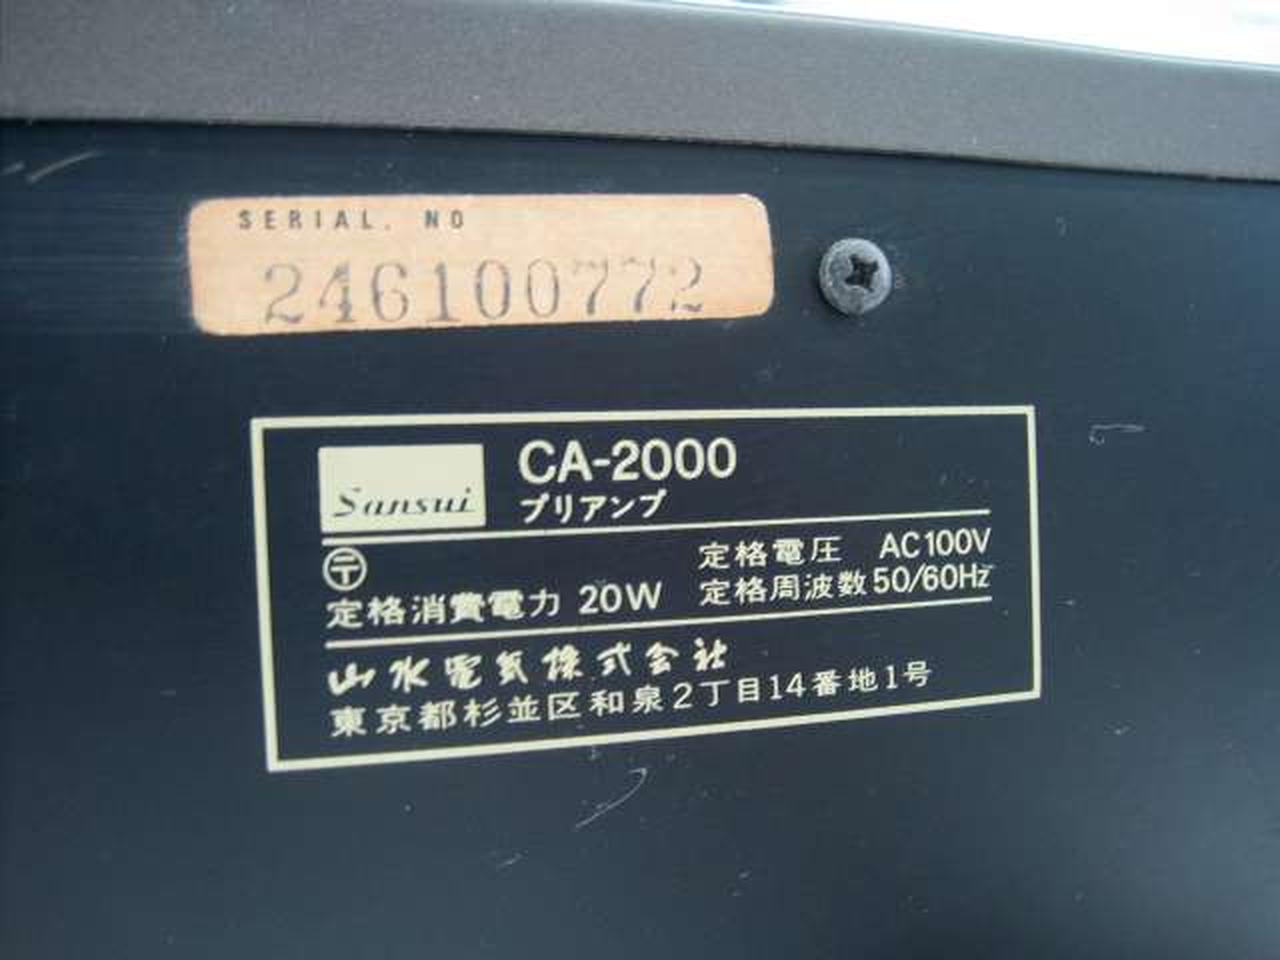 SERIAL. NO
246100772
Sansui
CA-2000
プリアンプ
〶
定格電圧 AC100V
定格消費電力 20W
定格周波数 50/60Hz
山水電気株式会社
東京都杉並区和泉2丁目14番地1号